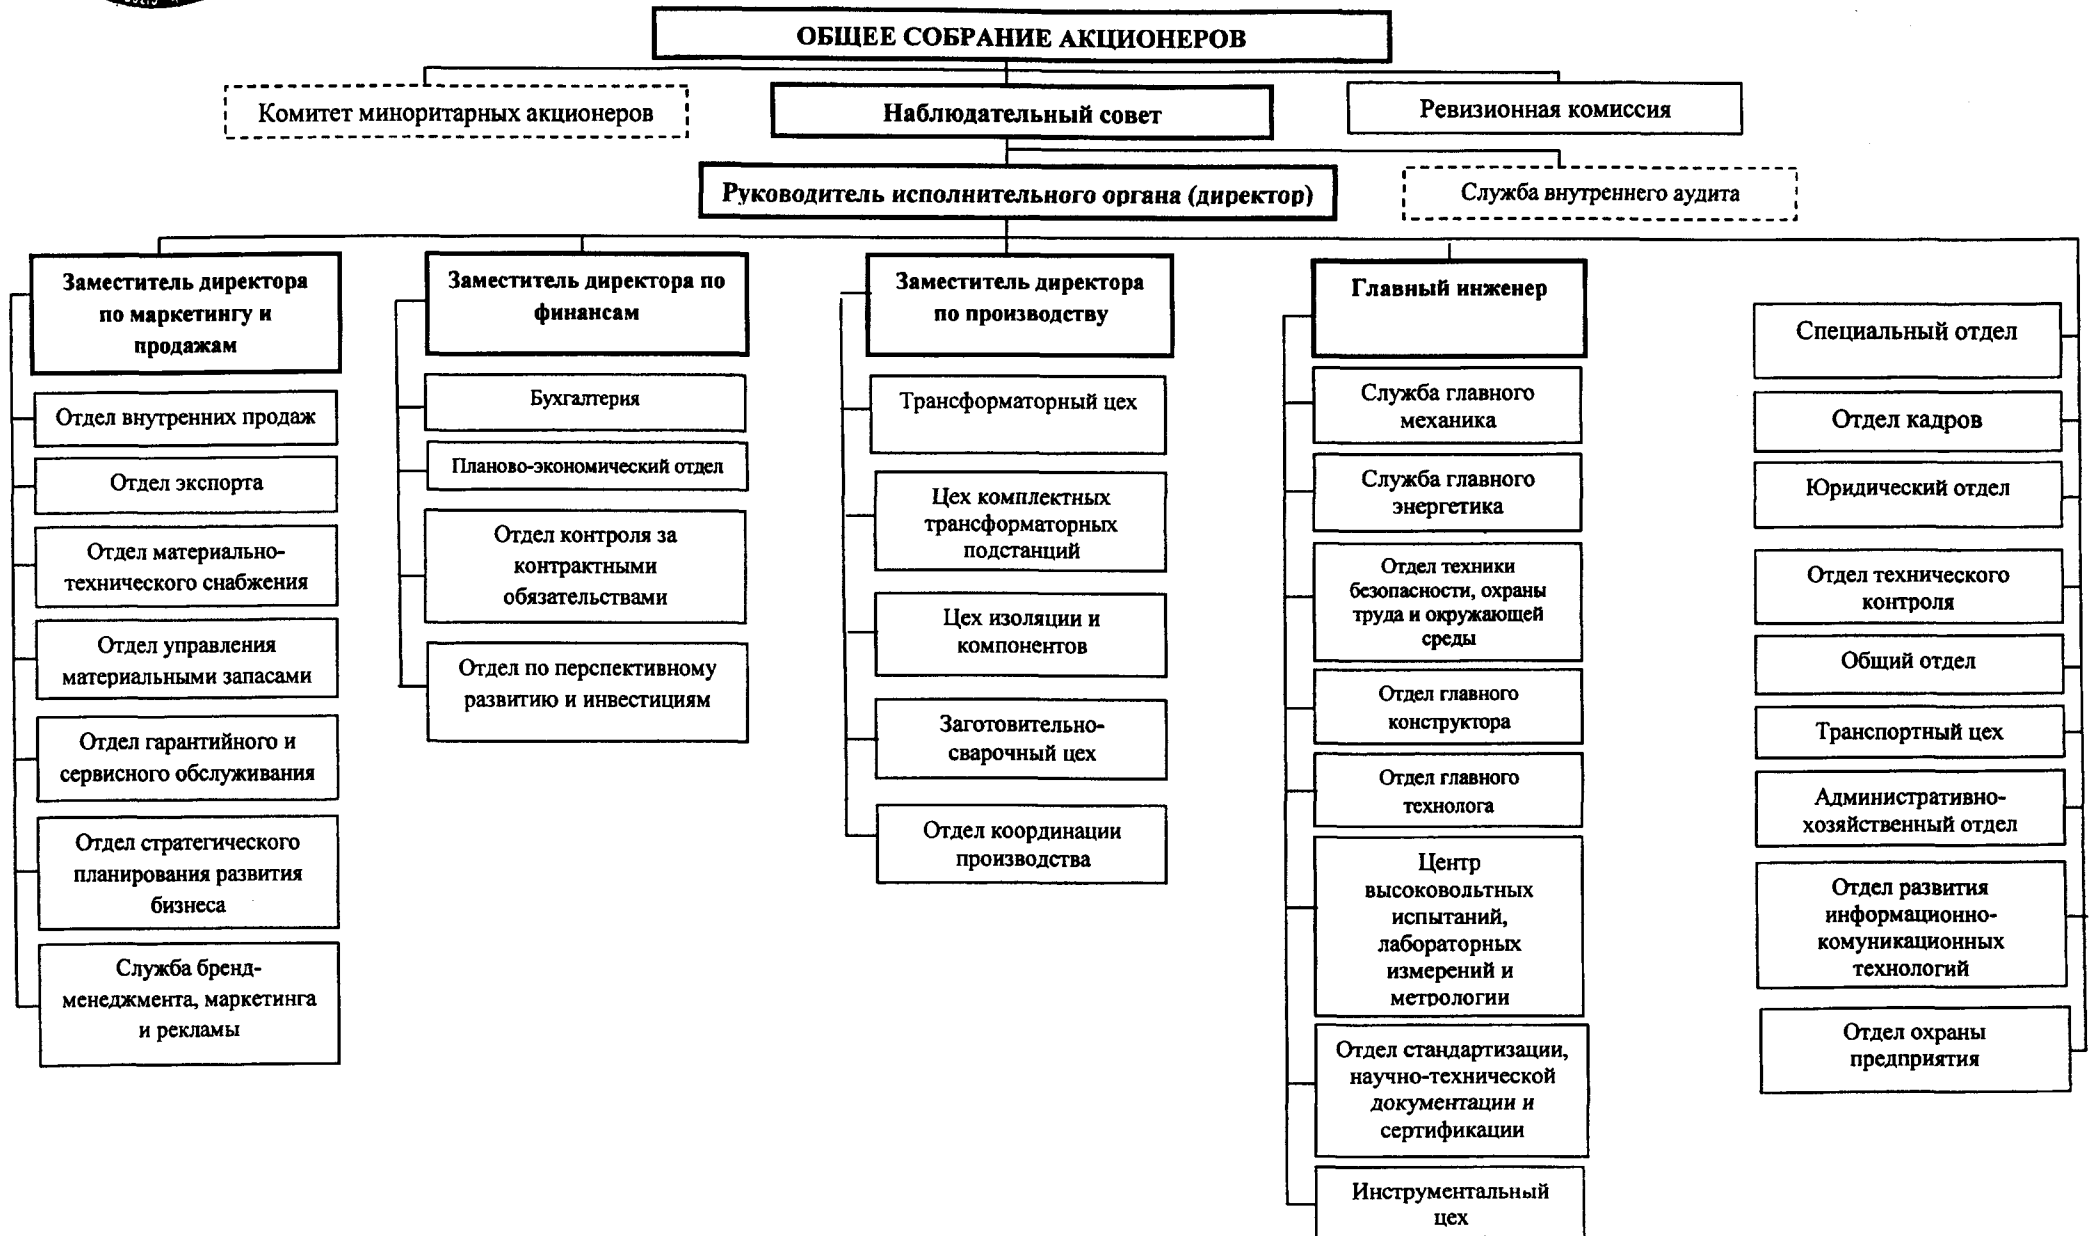 ОБЩЕЕ СОБРАНИЕ АКЦИОНЕРОВ
Комитет миноритарных акционеров
Наблюдательный совет
Ревизионная комиссия
Руководитель исполнительного органа (директор)
Служба внутреннего аудита
Заместитель директора
по маркетингу и
продажам
Отдел внутренних продаж
Отдел экспорта
Отдел материально-
технического снабжения
Отдел управления
материальными запасами
Отдел гарантийного и
сервисного обслуживания
Отдел стратегического
планирования развития
бизнеса
Служба бренд-
менеджмента, маркетинга
и рекламы
Заместитель директора по
финансам
Бухгалтерия
Планово-экономический отдел
Отдел контроля за
контрактными
обязательствами
Отдел по перспективному
развитию и инвестициям
Заместитель директора
по производству
Трансформаторный цех
Цех комплектных
трансформаторных
подстанций
Цех изоляции и
компонентов
Заготовительно-
сварочный цех
Отдел координации
производства
Главный инженер
Служба главного
механика
Служба главного
энергетика
Отдел техники
безопасности, охраны
труда и окружающей
среды
Отдел главного
конструктора
Отдел главного
технолога
Центр
высоковольтных
испытаний,
лабораторных
измерений и
метрологии
Отдел стандартизации,
научно-технической
документации и
сертификации
Инструментальный
цех
Специальный отдел
Отдел кадров
Юридический отдел
Отдел технического
контроля
Общий отдел
Транспортный цех
Административно-
хозяйственный отдел
Отдел развития
информационно-
комуникационных
технологий
Отдел охраны
предприятия